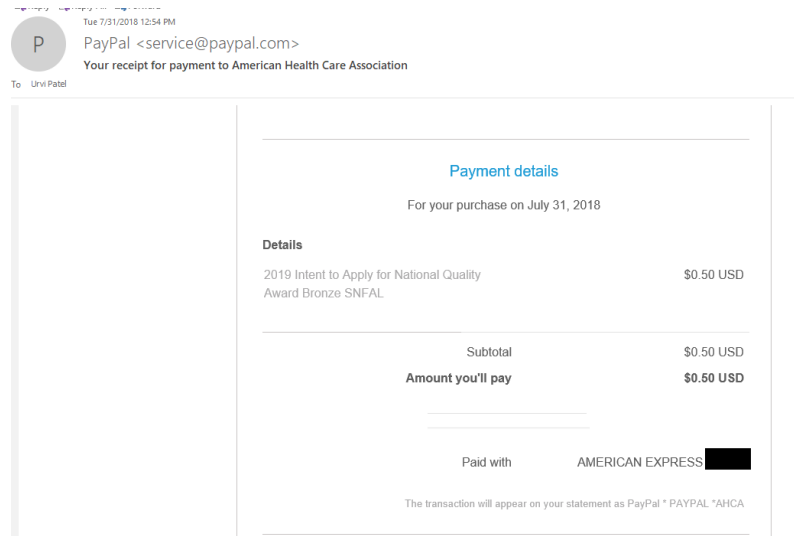 Tue 7/31/2018 12:54 PM
P
PayPal <service@paypal.com>
Your receipt for payment to American Health Care Association
To Urvi Patel
Payment details
For your purchase on July 31, 2018
Details
2019 Intent to Apply for National Quality $0.50 USD
Award Bronze SNFAL
Subtotal $0.50 USD
Amount you'll pay $0.50 USD
Paid with AMERICAN EXPRESS
The transaction will appear on your statement as PayPal * PAYPAL *AHCA